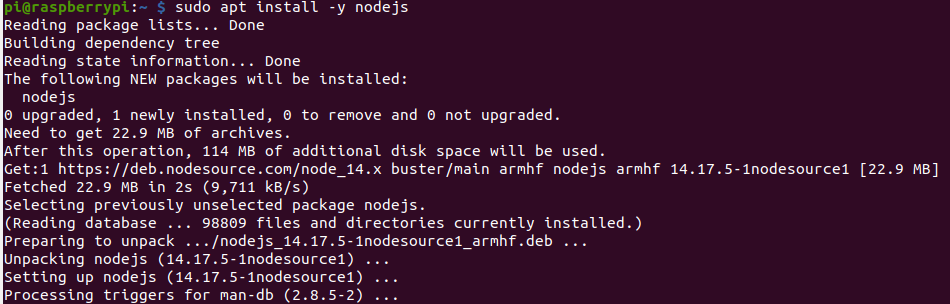 pi@raspberrypi:~ $ sudo apt install -y nodejs
Reading package lists... Done
Building dependency tree
Reading state information... Done
The following NEW packages will be installed:
  nodejs
0 upgraded, 1 newly installed, 0 to remove and 0 not upgraded.
Need to get 22.9 MB of archives.
After this operation, 114 MB of additional disk space will be used.
Get:1 https://deb.nodesource.com/node_14.x buster/main armhf nodejs armhf 14.17.5-1nodesource1 [22.9 MB]
Fetched 22.9 MB in 2s (9,711 kB/s)
Selecting previously unselected package nodejs.
(Reading database ... 98809 files and directories currently installed.)
Preparing to unpack .../nodejs_14.17.5-1nodesource1_armhf.deb ...
Unpacking nodejs (14.17.5-1nodesource1) ...
Setting up nodejs (14.17.5-1nodesource1) ...
Processing triggers for man-db (2.8.5-2) ...